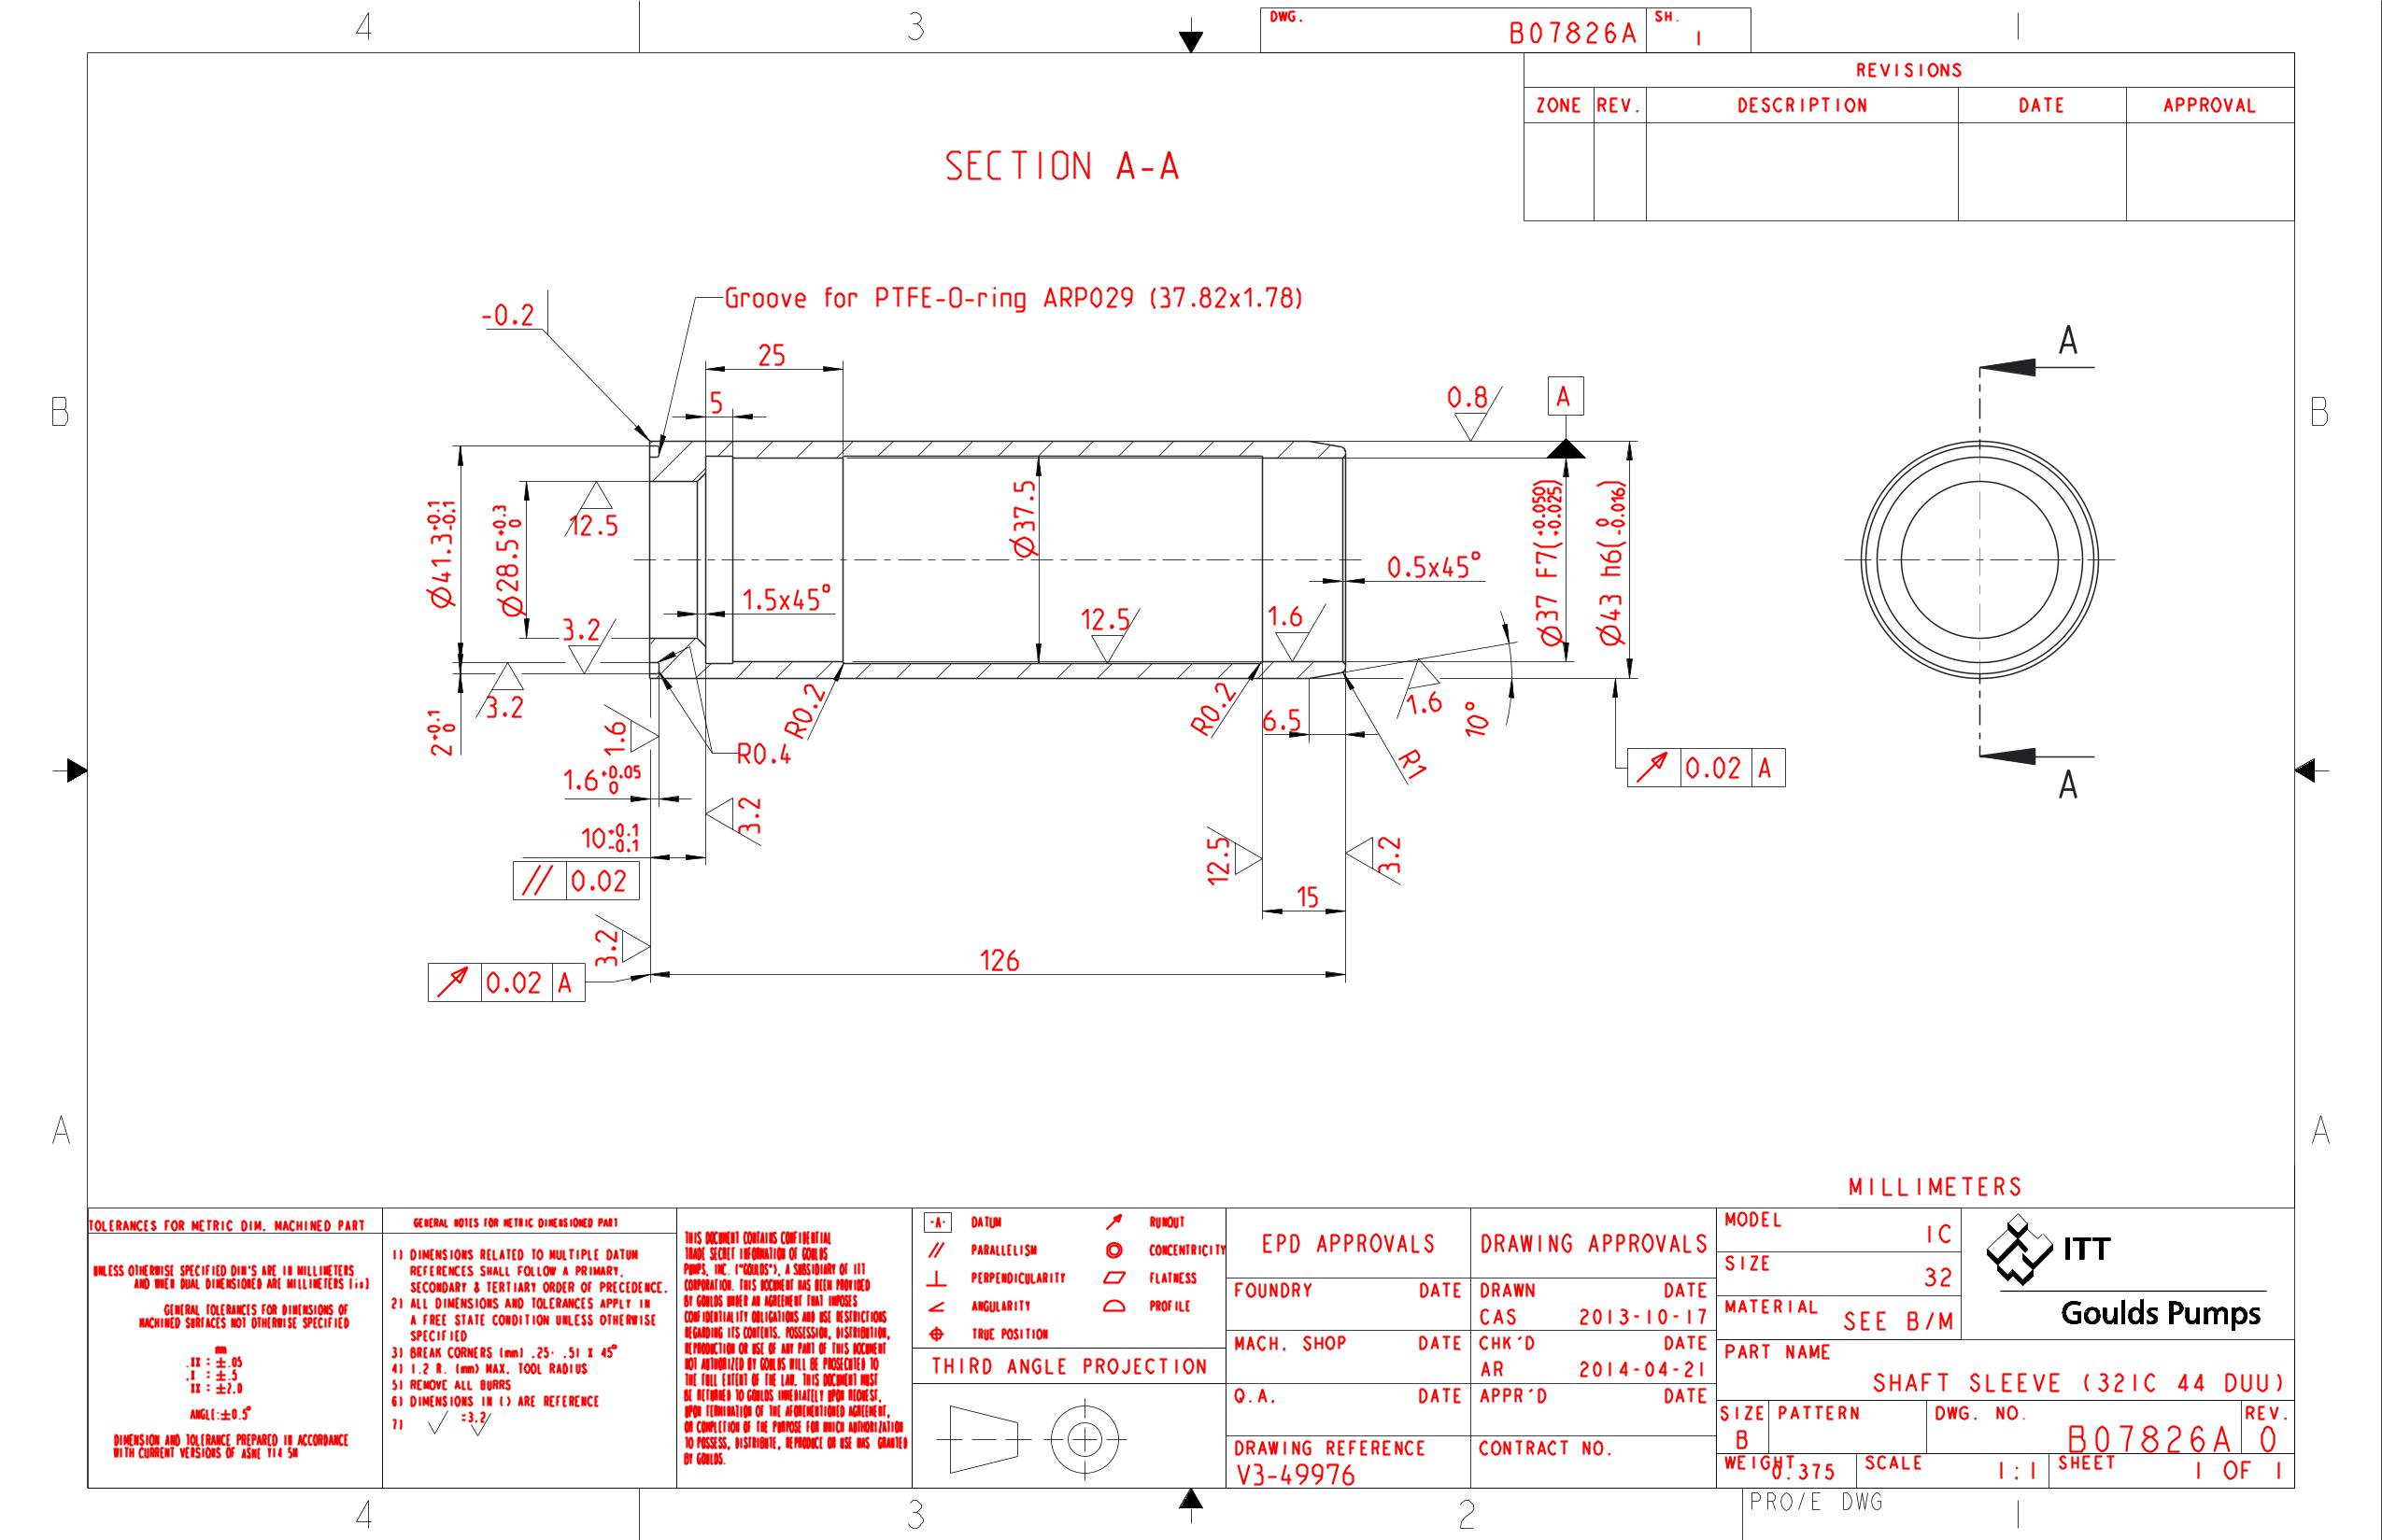 4
3
DWG.
B07826A
SH.
1
REVISIONS
ZONE REV. DESCRIPTION DATE APPROVAL
SECTION A-A
Groove for PTFE-O-ring ARP029 (37.82x1.78)
-0.2
25
5
0.8
A
A
B
B
Ø41.3+0.1 -0.1
Ø28.5+0.3 0
12.5
Ø37.5
Ø37 F7(+0.050 +0.025)
Ø43 h6(0 -0.016)
0.5x45°
1.5x45°
3.2
12.5
1.6
3.2
2+0.1 0
1.6
R0.4
R0.2
R0.2
6.5
R1
1.6
10°
0.02 A
A
1.6+0.05 0
3.2
10+0.1 -0.1
// 0.02
12.5
3.2
15
3.2
0.02 A
126
A
A
MILLIMETERS
TOLERANCES FOR METRIC DIM. MACHINED PART
UNLESS OTHERWISE SPECIFIED DIM'S ARE IN MILLIMETERS
AND WHEN DUAL DIMENSIONED ARE MILLIMETERS [in]
GENERAL TOLERANCES FOR DIMENSIONS OF
MACHINED SURFACES NOT OTHERWISE SPECIFIED
mm
.XX : ±.05
.X : ±.5
XX : ±2.0
ANGLE:±0.5°
DIMENSION AND TOLERANCE PREPARED IN ACCORDANCE
WITH CURRENT VERSIONS OF ASME Y14 5M
GENERAL NOTES FOR METRIC DIMENSIONED PART
1) DIMENSIONS RELATED TO MULTIPLE DATUM
REFERENCES SHALL FOLLOW A PRIMARY,
SECONDARY & TERTIARY ORDER OF PRECEDENCE.
2) ALL DIMENSIONS AND TOLERANCES APPLY IN
A FREE STATE CONDITION UNLESS OTHERWISE
SPECIFIED
3) BREAK CORNERS (mm) .25- .51 X 45°
4) 1.2 R. (mm) MAX. TOOL RADIUS
5) REMOVE ALL BURRS
6) DIMENSIONS IN () ARE REFERENCE
7) =3.2
THIS DOCUMENT CONTAINS CONFIDENTIAL
TRADE SECRET INFORMATION OF GOULDS
PUMPS, INC. ("GOULDS"), A SUBSIDIARY OF ITT
CORPORATION. THIS DOCUMENT HAS BEEN PROVIDED
BY GOULDS UNDER AN AGREEMENT THAT IMPOSES
CONFIDENTIALITY OBLIGATIONS AND USE RESTRICTIONS
REGARDING ITS CONTENTS. POSSESSION, DISTRIBUTION,
REPRODUCTION OR USE OF ANY PART OF THIS DOCUMENT
NOT AUTHORIZED BY GOULDS WILL BE PROSECUTED TO
THE FULL EXTENT OF THE LAW. THIS DOCUMENT MUST
BE RETURNED TO GOULDS IMMEDIATELY UPON REQUEST,
UPON TERMINATION OF THE AFOREMENTIONED AGREEMENT,
OR COMPLETION OF THE PURPOSE FOR WHICH AUTHORIZATION
TO POSSESS, DISTRIBUTE, REPRODUCE OR USE WAS GRANTED
BY GOULDS.
-A- DATUM
RUNOUT
// PARALLELISM
CONCENTRICITY
PERPENDICULARITY
FLATNESS
ANGULARITY
PROFILE
TRUE POSITION
THIRD ANGLE PROJECTION
EPD APPROVALS
FOUNDRY DATE
MACH. SHOP DATE
Q.A. DATE
DRAWING REFERENCE
V3-49976
DRAWING APPROVALS
DRAWN DATE
CAS 2013-10-17
CHK'D DATE
AR 2014-04-21
APPR'D DATE
CONTRACT NO.
MODEL
IC
SIZE
32
MATERIAL
SEE B/M
ITT
Goulds Pumps
PART NAME
SHAFT SLEEVE (32IC 44 DUU)
SIZE
B
PATTERN
DWG. NO.
B07826A
REV.
0
WEIGHT
0.375
SCALE
1:1
SHEET
1 OF 1
4
3
2
PRO/E DWG